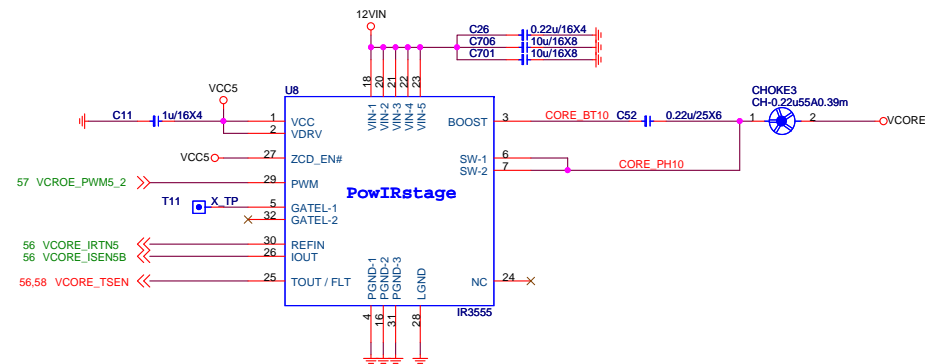 12VIN
C26 0.22u/16X4
C706 10u/16X8
C701 10u/16X8
18 20 21 22 23
VCC5
U8
VIN-1 VIN-2 VIN-3 VIN-4 VIN-5
CHOKE3
CH-0.22u55A0.39m
C11 1u/16X4 1 VCC
2 VDRV
BOOST 3 CORE_BT10 C52 0.22u/25X6 1 2 VCORE
VCC5 27 ZCD_EN#
SW-1 6
SW-2 7 CORE_PH10
57 VCROE_PWM5_2 29 PWM
PowIRstage
T11 X_TP 5 GATEL-1
32 GATEL-2
56 VCORE_IRTN5 30 REFIN
56 VCORE_ISEN5B 26 IOUT
56,58 VCORE_TSEN 25 TOUT / FLT
NC 24
PGND-1 PGND-2 PGND-3 LGND
IR3555
4 16 31 28